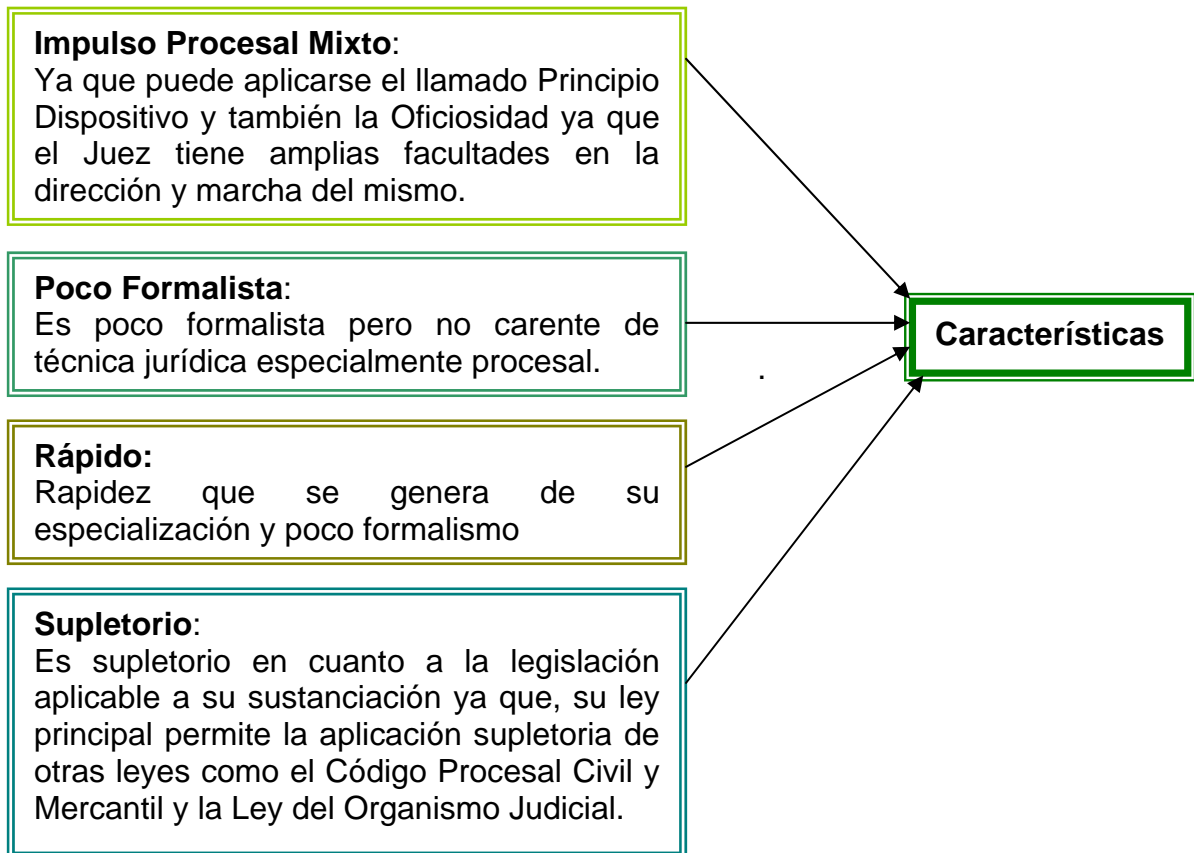 Impulso Procesal Mixto:
Ya que puede aplicarse el llamado Principio
Dispositivo y también la Oficiosidad ya que
el Juez tiene amplias facultades en la
dirección y marcha del mismo.
Poco Formalista:
Es poco formalista pero no carente de
técnica jurídica especialmente procesal.
Rápido:
Rapidez que se genera de su
especialización y poco formalismo
Supletorio:
Es supletorio en cuanto a la legislación
aplicable a su sustanciación ya que, su ley
principal permite la aplicación supletoria de
otras leyes como el Código Procesal Civil y
Mercantil y la Ley del Organismo Judicial.
Características
.